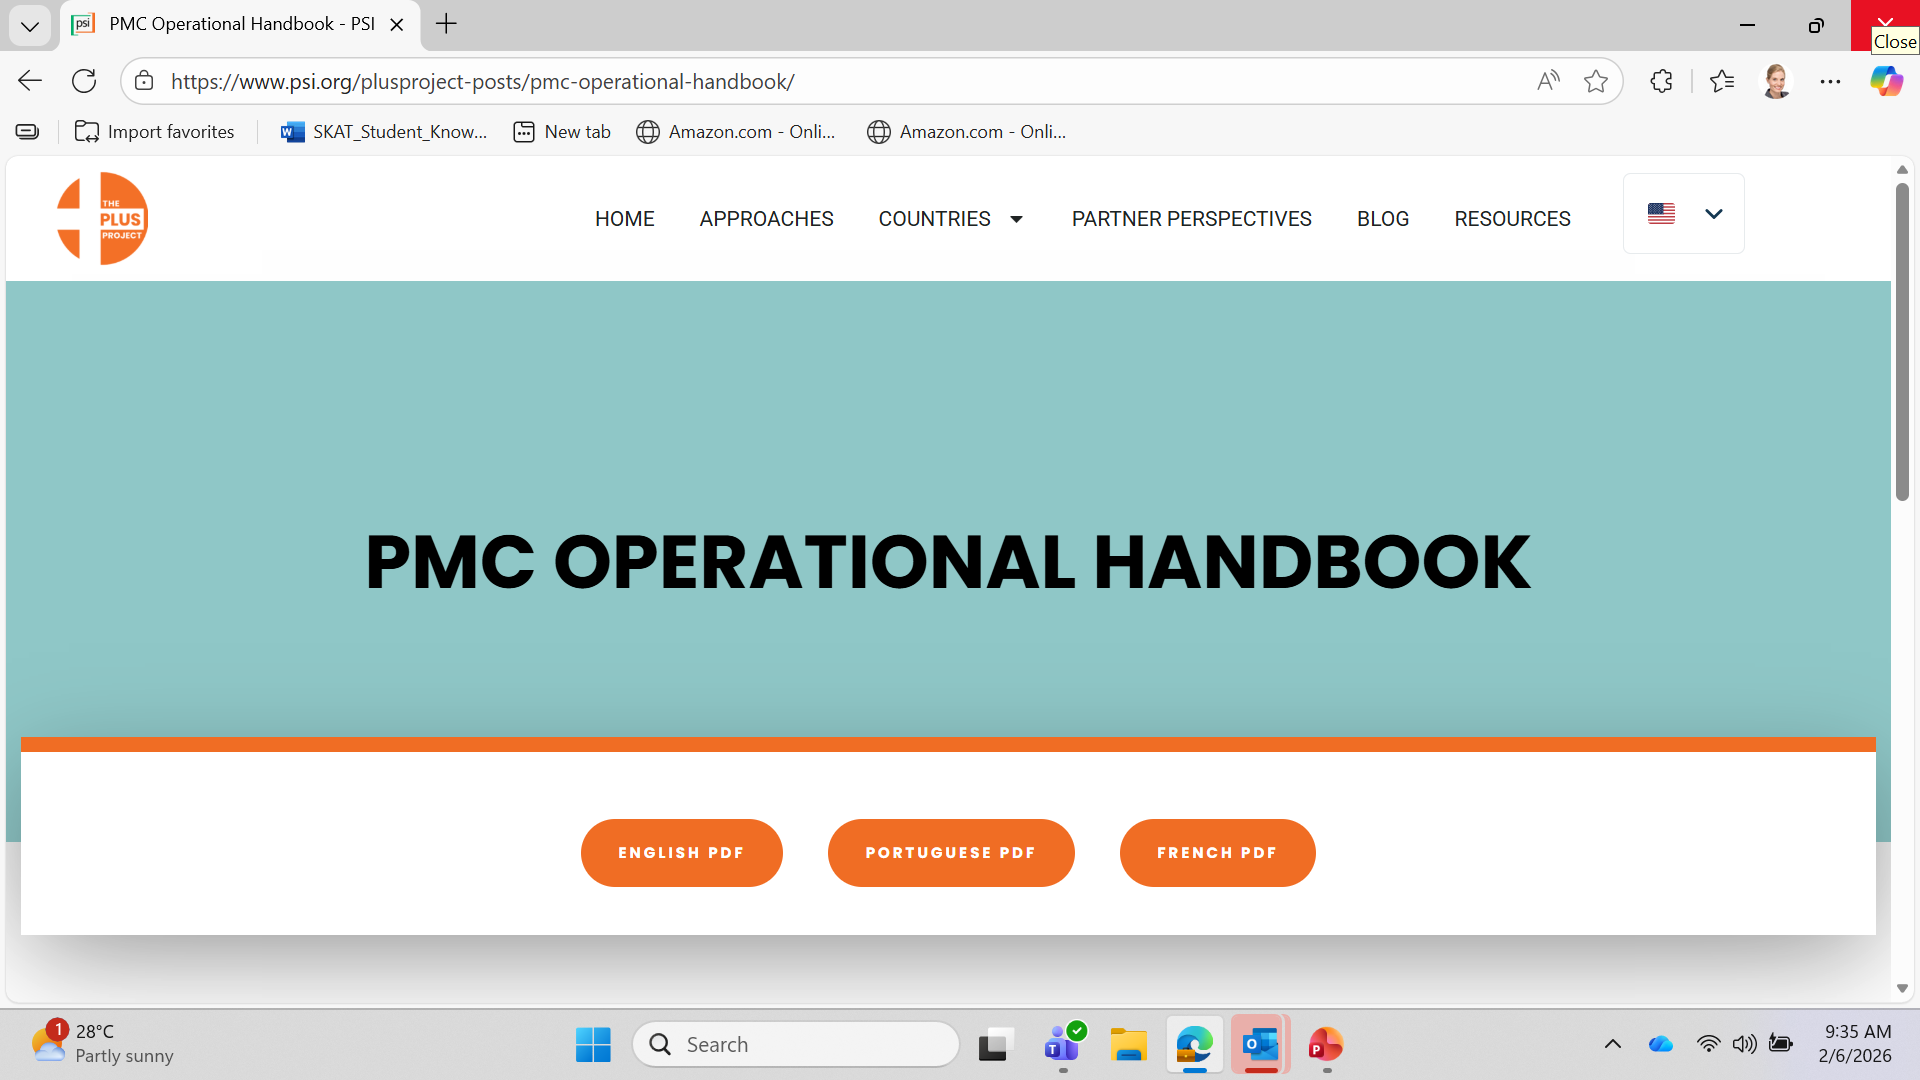 psi PMC Operational Handbook - PSI
Close
https://www.psi.org/plusproject-posts/pmc-operational-handbook/
Import favorites
SKAT_Student_Know...
New tab
Amazon.com - Onli...
Amazon.com - Onli...
THE
PLUS
PROJECT
HOME
APPROACHES
COUNTRIES
PARTNER PERSPECTIVES
BLOG
RESOURCES
PMC OPERATIONAL HANDBOOK
ENGLISH PDF
PORTUGUESE PDF
FRENCH PDF
1
28°C
Partly sunny
Search
9:35 AM
2/6/2026